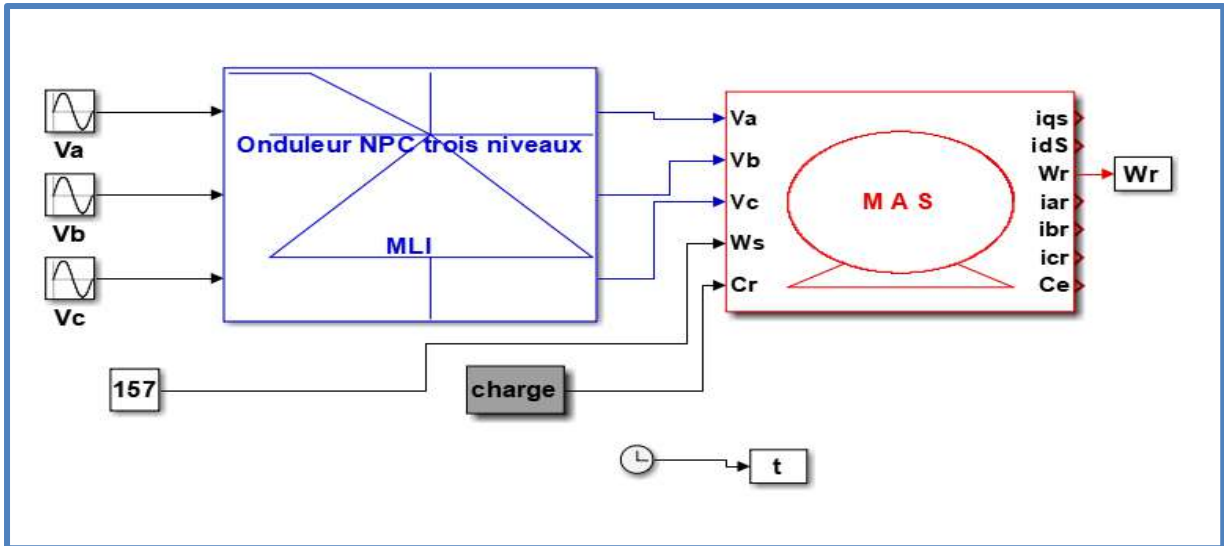 Va
Vb
Vc
Onduleur NPC trois niveaux
MLI
157
charge
Va
Vb
Vc
Ws
Cr
M A S
iqs
idS
Wr
iar
ibr
icr
Ce
Wr
t